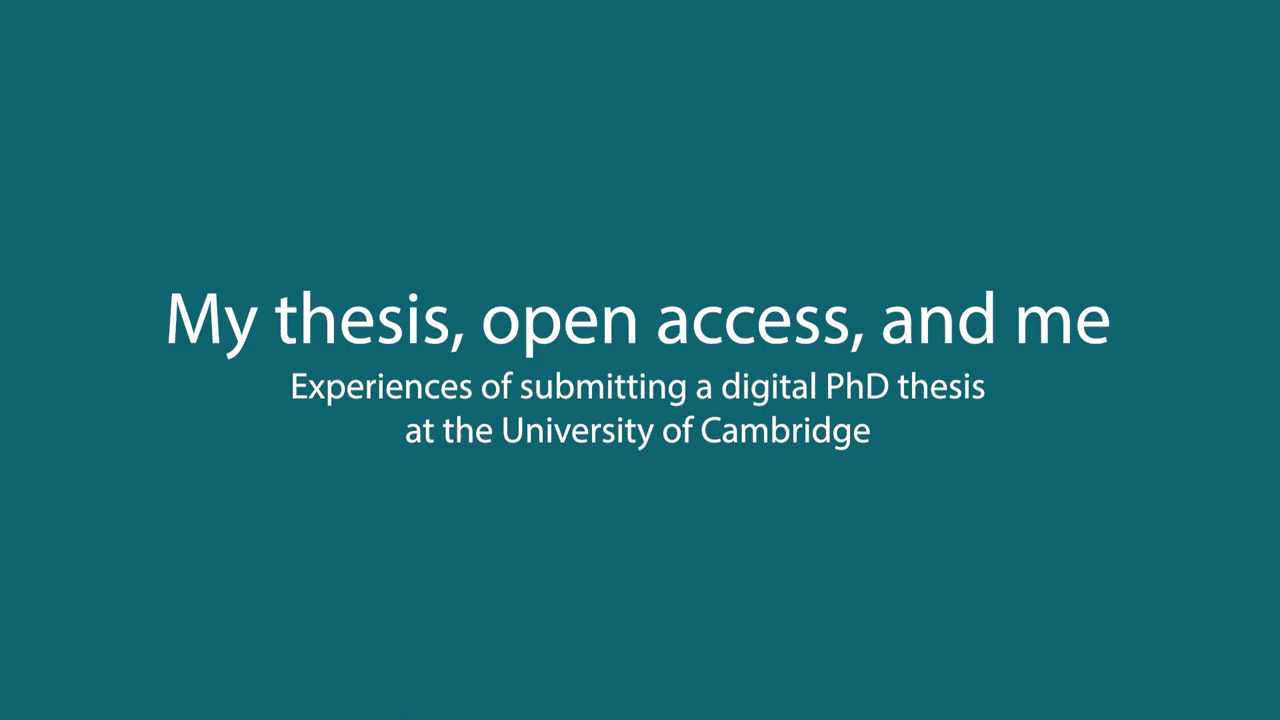 My thesis, open access, and me
Experiences of submitting a digital PhD thesis
at the University of Cambridge